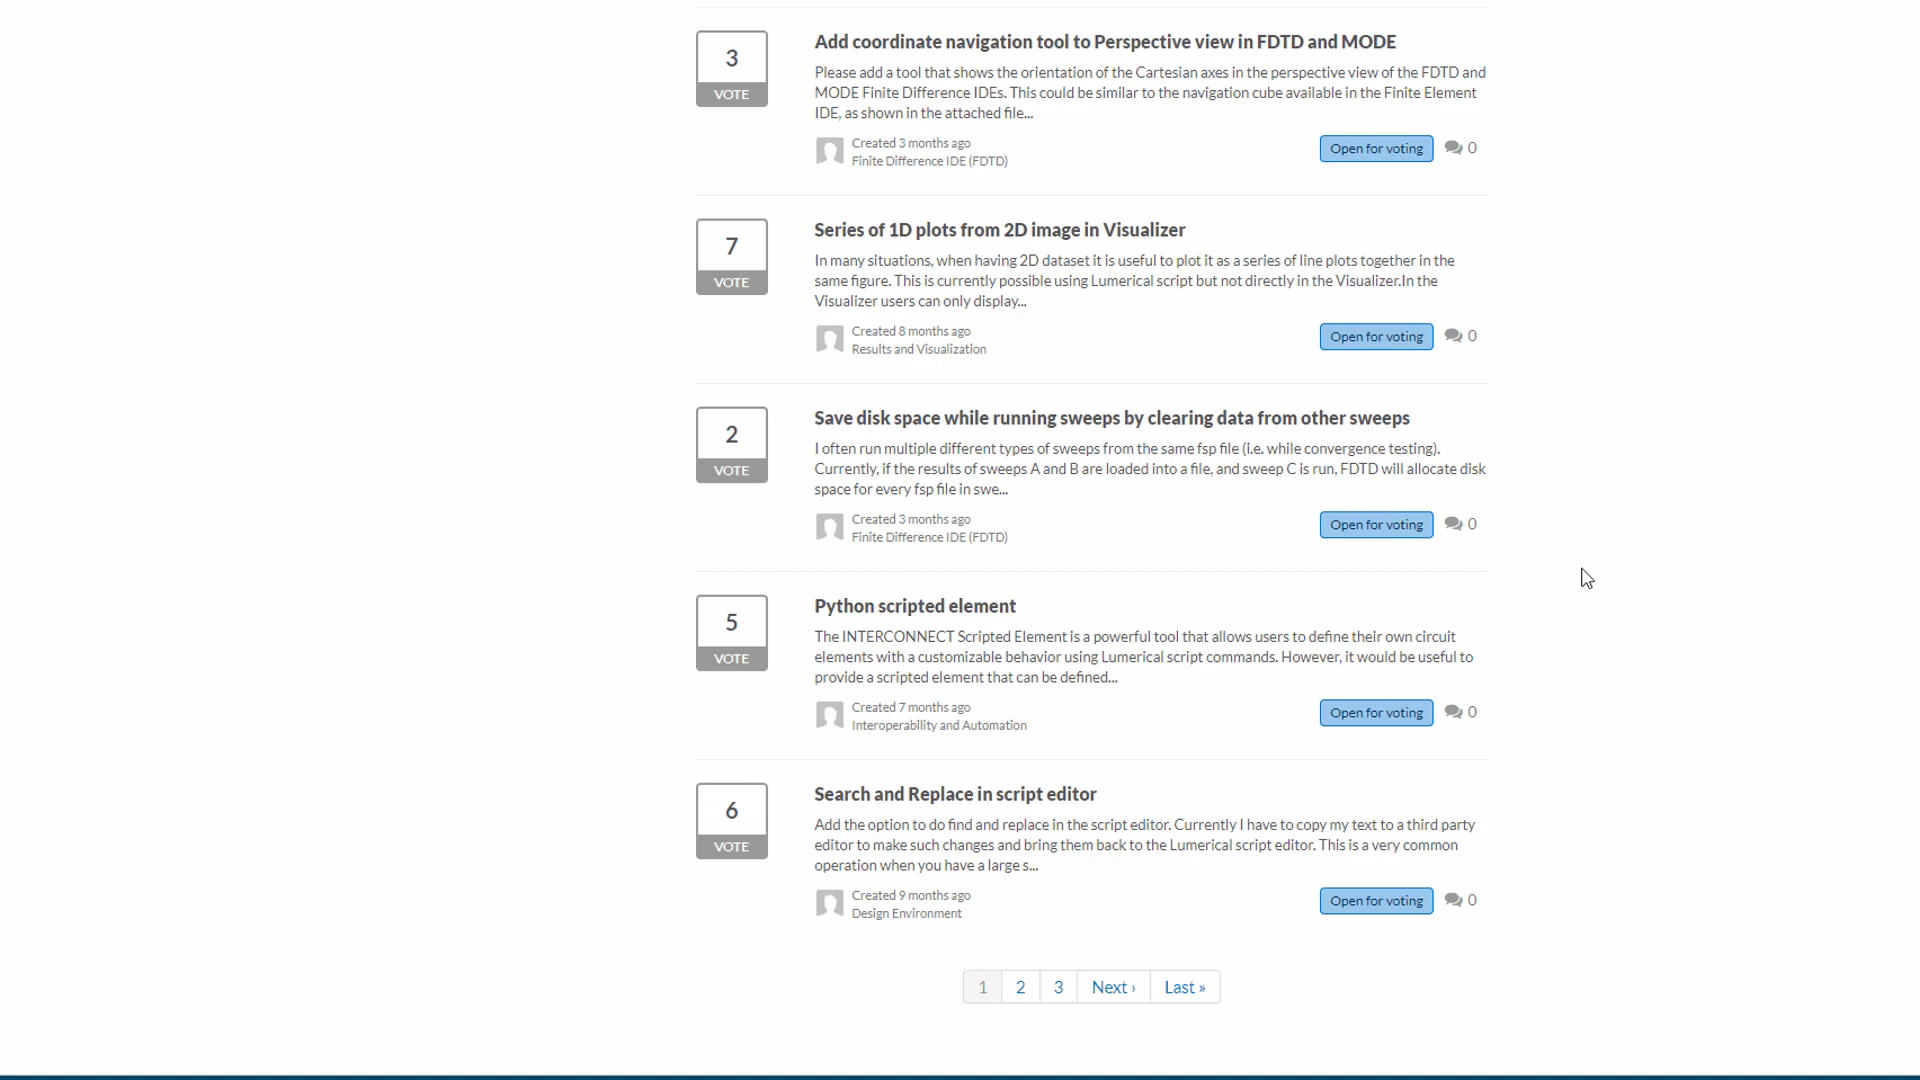 3
VOTE
Add coordinate navigation tool to Perspective view in FDTD and MODE
Please add a tool that shows the orientation of the Cartesian axes in the perspective view of the FDTD and
MODE Finite Difference IDEs. This could be similar to the navigation cube available in the Finite Element
IDE, as shown in the attached file...
Created 3 months ago
Finite Difference IDE (FDTD)
Open for voting
0
7
VOTE
Series of 1D plots from 2D image in Visualizer
In many situations, when having 2D dataset it is useful to plot it as a series of line plots together in the
same figure. This is currently possible using Lumerical script but not directly in the Visualizer.In the
Visualizer users can only display...
Created 8 months ago
Results and Visualization
Open for voting
0
2
VOTE
Save disk space while running sweeps by clearing data from other sweeps
I often run multiple different types of sweeps from the same fsp file (i.e. while convergence testing).
Currently, if the results of sweeps A and B are loaded into a file, and sweep C is run, FDTD will allocate disk
space for every fsp file in swe...
Created 3 months ago
Finite Difference IDE (FDTD)
Open for voting
0
5
VOTE
Python scripted element
The INTERCONNECT Scripted Element is a powerful tool that allows users to define their own circuit
elements with a customizable behavior using Lumerical script commands. However, it would be useful to
provide a scripted element that can be defined...
Created 7 months ago
Interoperability and Automation
Open for voting
0
6
VOTE
Search and Replace in script editor
Add the option to do find and replace in the script editor. Currently I have to copy my text to a third party
editor to make such changes and bring them back to the Lumerical script editor. This is a very common
operation when you have a large s...
Created 9 months ago
Design Environment
Open for voting
0
1 2 3 Next › Last »